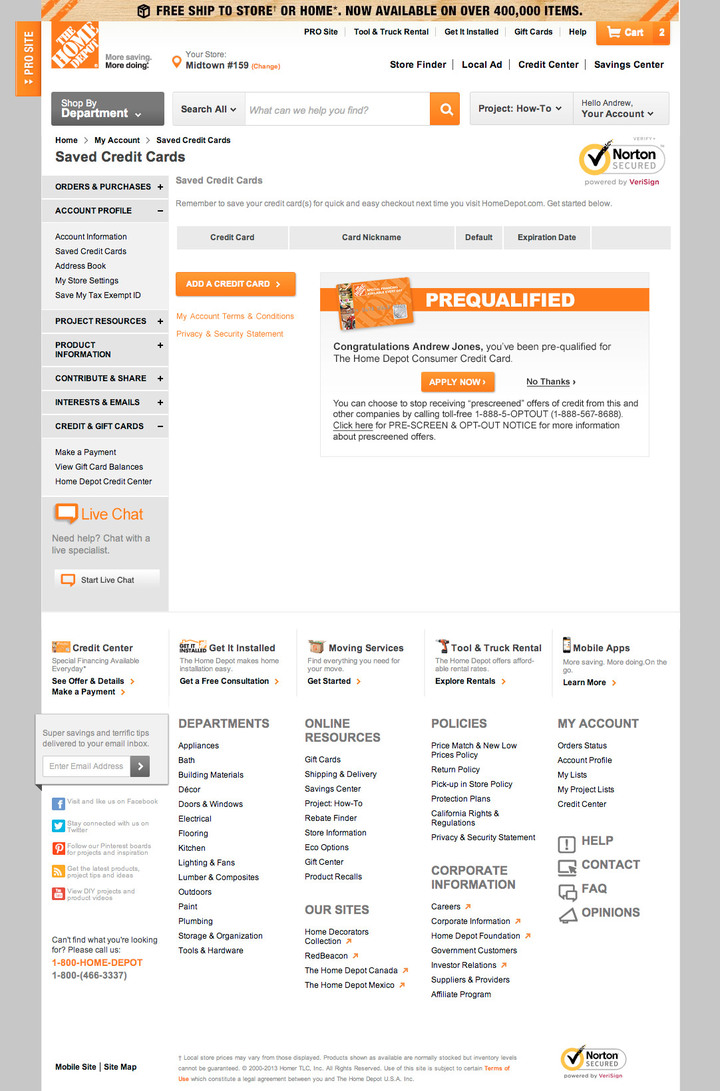 FREE SHIP TO STORE† OR HOME*. NOW AVAILABLE ON OVER 400,000 ITEMS.
PRO SITE
THE HOME DEPOT
More saving.
More doing.
Your Store:
Midtown #159 (Change)
PRO Site | Tool & Truck Rental | Get It Installed | Gift Cards | Help
Cart 2
Store Finder | Local Ad | Credit Center | Savings Center
Shop By
Department
Search All
What can we help you find?
Project: How-To
Hello Andrew,
Your Account
Home > My Account > Saved Credit Cards
Saved Credit Cards
VERIFY
Norton
SECURED
powered by VeriSign
ORDERS & PURCHASES +
ACCOUNT PROFILE –
Account Information
Saved Credit Cards
Address Book
My Store Settings
Save My Tax Exempt ID
PROJECT RESOURCES +
PRODUCT
INFORMATION +
CONTRIBUTE & SHARE +
INTERESTS & EMAILS +
CREDIT & GIFT CARDS –
Make a Payment
View Gift Card Balances
Home Depot Credit Center
Live Chat
Need help? Chat with a
live specialist.
Start Live Chat
Saved Credit Cards
Remember to save your credit card(s) for quick and easy checkout next time you visit HomeDepot.com. Get started below.
Credit Card Card Nickname Default Expiration Date
ADD A CREDIT CARD >
My Account Terms & Conditions
Privacy & Security Statement
PREQUALIFIED
Congratulations Andrew Jones, you've been pre-qualified for
The Home Depot Consumer Credit Card.
APPLY NOW ›
No Thanks ›
You can choose to stop receiving “prescreened” offers of credit from this and
other companies by calling toll-free 1-888-5-OPTOUT (1-888-567-8688).
Click here for PRE-SCREEN & OPT-OUT NOTICE for more information
about prescreened offers.
Credit Center
Special Financing Available
Everyday*
See Offer & Details >
Make a Payment >
GET IT
INSTALLED
Get It Installed
The Home Depot makes home
installation easy.
Get a Free Consultation >
Moving Services
Find everything you need for
your move.
Get Started >
Tool & Truck Rental
The Home Depot offers afford-
able rental rates.
Explore Rentals >
Mobile Apps
More saving. More doing.On the
go.
Learn More >
Super savings and terrific tips
delivered to your email inbox.
Enter Email Address
Visit and like us on Facebook
Stay connected with us on
Twitter
Follow our Pinterest boards
for projects and inspiration
Get the latest products,
project tips and ideas
View DIY projects and
product videos
Can't find what you're looking
for? Please call us:
1-800-HOME-DEPOT
1-800-(466-3337)
DEPARTMENTS
Appliances
Bath
Building Materials
Décor
Doors & Windows
Electrical
Flooring
Kitchen
Lighting & Fans
Lumber & Composites
Outdoors
Paint
Plumbing
Storage & Organization
Tools & Hardware
ONLINE
RESOURCES
Gift Cards
Shipping & Delivery
Savings Center
Project: How-To
Rebate Finder
Store Information
Eco Options
Gift Center
Product Recalls
OUR SITES
Home Decorators
Collection
RedBeacon
The Home Depot Canada
The Home Depot Mexico
POLICIES
Price Match & New Low
Prices Policy
Return Policy
Pick-up in Store Policy
Protection Plans
California Rights &
Regulations
Privacy & Security Statement
CORPORATE
INFORMATION
Careers
Corporate Information
Home Depot Foundation
Government Customers
Investor Relations
Suppliers & Providers
Affiliate Program
MY ACCOUNT
Orders Status
Account Profile
My Lists
My Project Lists
Credit Center
HELP
CONTACT
FAQ
OPINIONS
Mobile Site | Site Map
† Local store prices may vary from those displayed. Products shown as available are normally stocked but inventory levels
cannot be guaranteed. © 2000-2013 Homer TLC, Inc. All Rights Reserved. Use of this site is subject to certain Terms of
Use which constitute a legal agreement between you and The Home Depot U.S.A, Inc.
Norton
SECURED
powered by VeriSign